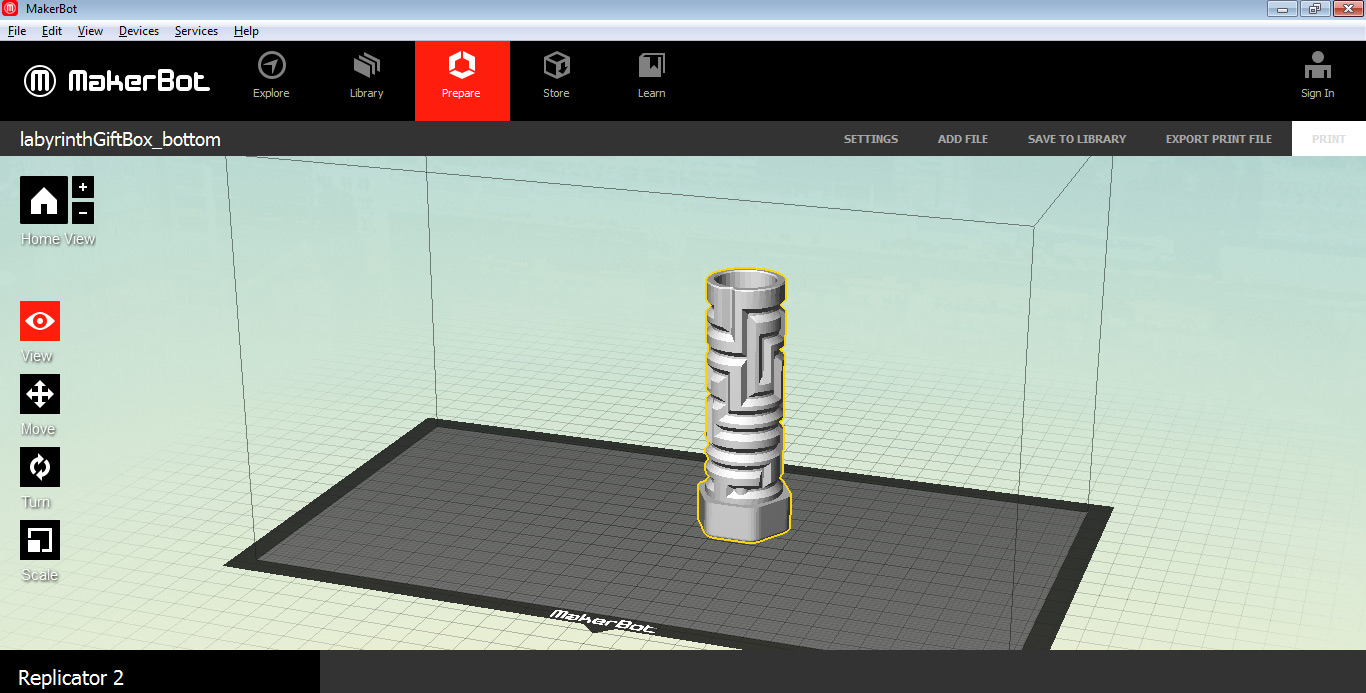 MakerBot
File Edit View Devices Services Help
MakerBot
Explore Library Prepare Store Learn Sign In
labyrinthGiftBox_bottom SETTINGS ADD FILE SAVE TO LIBRARY EXPORT PRINT FILE PRINT
+
−
Home View
View
Move
Turn
Scale
MakerBot
Replicator 2